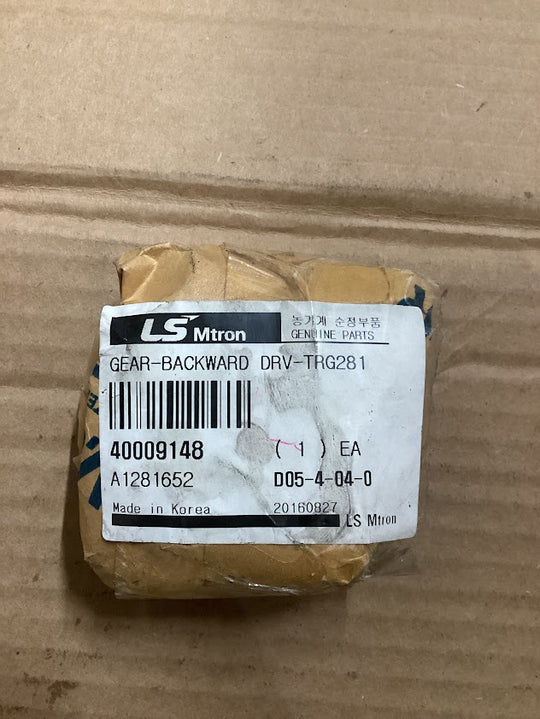 LS Mtron
농기계 순정부품
GENUINE PARTS
GEAR-BACKWARD DRV-TRG281
40009148
( 1 ) EA
A1281652
D05-4-04-0
Made in Korea
20160827
LS Mtron